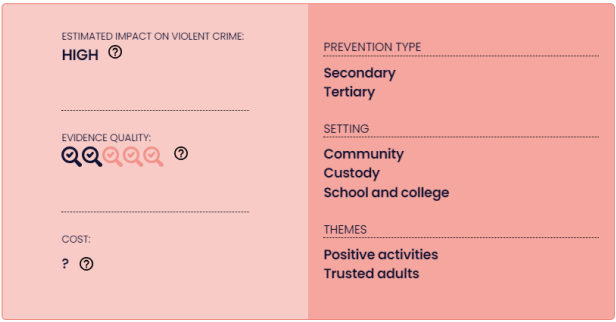 ESTIMATED IMPACT ON VIOLENT CRIME:
HIGH ?
EVIDENCE QUALITY:
?
COST:
? ?
PREVENTION TYPE
Secondary
Tertiary
SETTING
Community
Custody
School and college
THEMES
Positive activities
Trusted adults